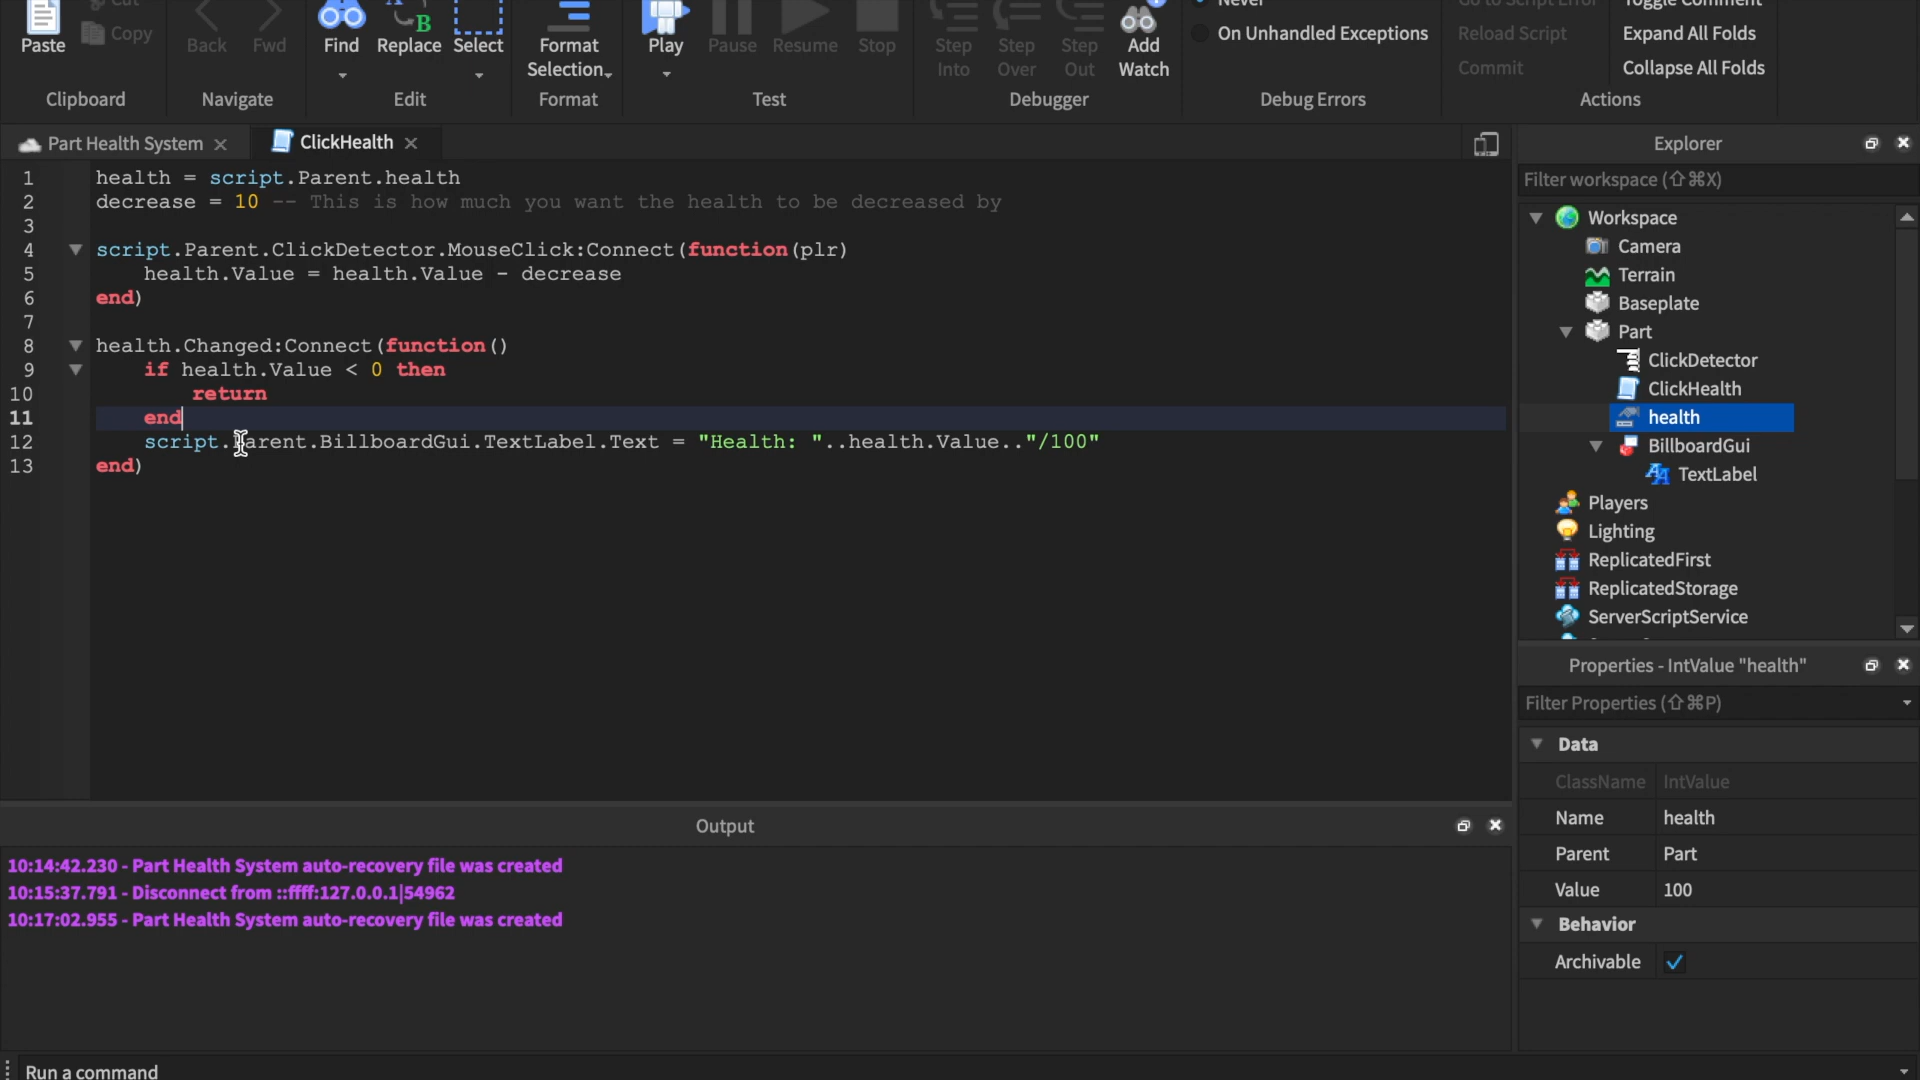 Cut
Go to Script Error
Toggle Comment
Never
Paste
Copy
Back
Fwd
Find
Replace
Select
Format
Selection
Play
Pause
Resume
Stop
Step
Into
Step
Over
Step
Out
Add
Watch
On Unhandled Exceptions
Reload Script
Commit
Expand All Folds
Collapse All Folds
Clipboard
Navigate
Edit
Format
Test
Debugger
Debug Errors
Actions
Part Health System
ClickHealth
1 health = script.Parent.health
2 decrease = 10 -- This is how much you want the health to be decreased by
3
4 script.Parent.ClickDetector.MouseClick:Connect(function(plr)
5 health.Value = health.Value - decrease
6 end)
7
8 health.Changed:Connect(function()
9 if health.Value < 0 then
10 return
11 end
12 script.Parent.BillboardGui.TextLabel.Text = "Health: "..health.Value.."/100"
13 end)
Explorer
Filter workspace (⇧⌘X)
Workspace
Camera
Terrain
Baseplate
Part
ClickDetector
ClickHealth
health
BillboardGui
TextLabel
Players
Lighting
ReplicatedFirst
ReplicatedStorage
ServerScriptService
Properties - IntValue "health"
Filter Properties (⇧⌘P)
Data
ClassName IntValue
Name health
Parent Part
Value 100
Behavior
Archivable
Output
10:14:42.230 - Part Health System auto-recovery file was created
10:15:37.791 - Disconnect from ::ffff:127.0.0.1|54962
10:17:02.955 - Part Health System auto-recovery file was created
Run a command